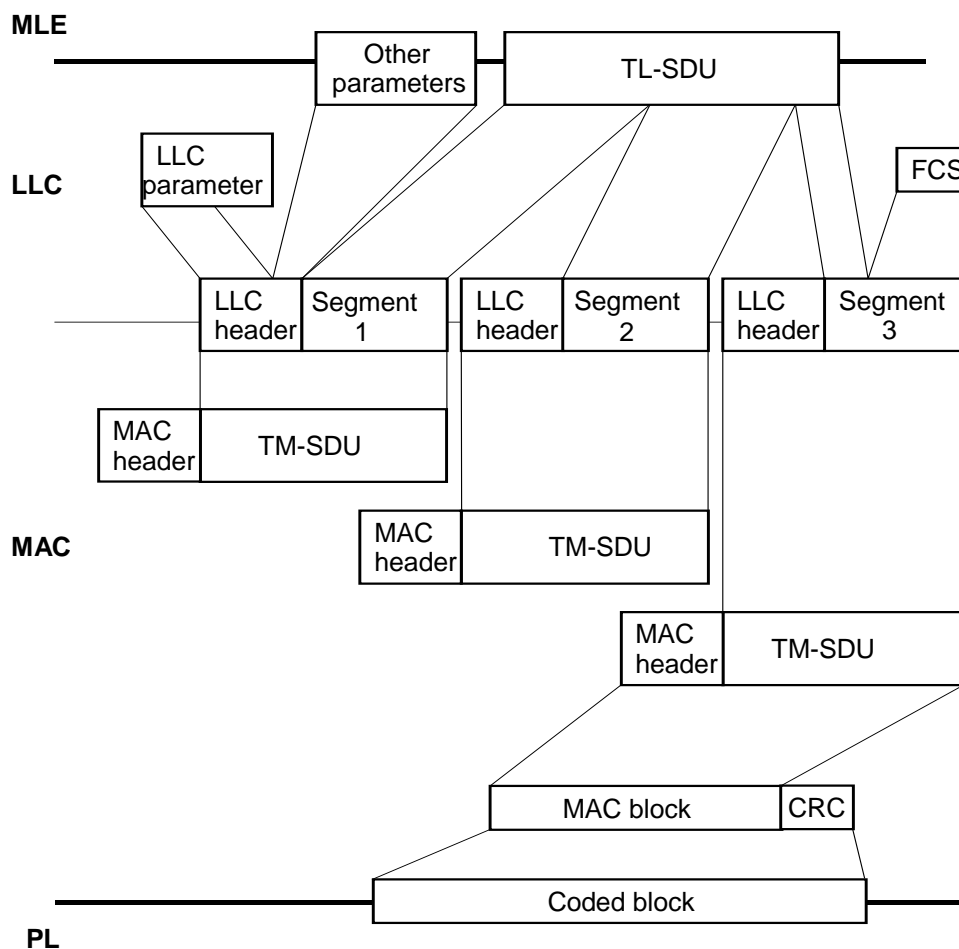 MLE
Other
parameters
TL-SDU
LLC
LLC
parameter
FCS
LLC
header
Segment
1
LLC
header
Segment
2
LLC
header
Segment
3
MAC
header
TM-SDU
MAC
MAC
header
TM-SDU
MAC
header
TM-SDU
MAC block
CRC
Coded block
PL